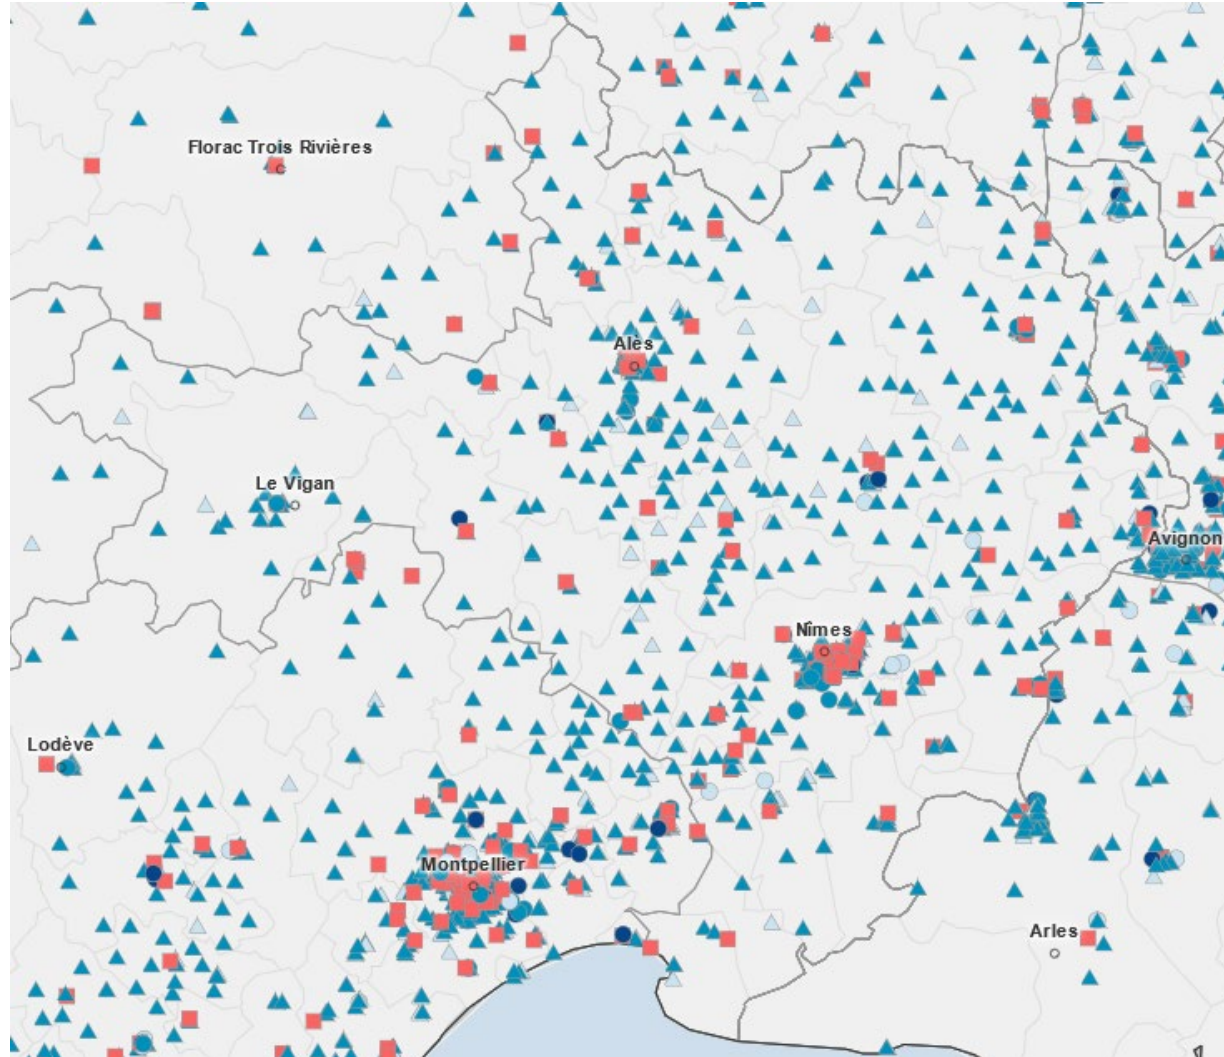 Florac Trois Rivières
Alès
Le Vigan
Avignon
Nîmes
Lodève
Montpellier
Arles